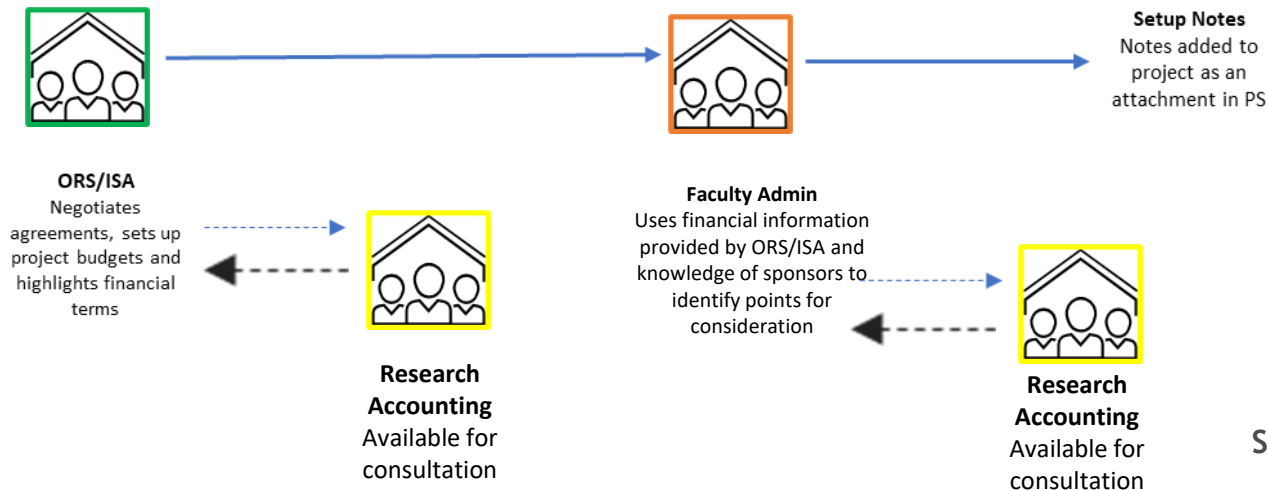 Setup Notes
Notes added to
project as an
attachment in PS
ORS/ISA
Negotiates
agreements, sets up
project budgets and
highlights financial
terms
Research
Accounting
Available for
consultation
Faculty Admin
Uses financial information
provided by ORS/ISA and
knowledge of sponsors to
identify points for
consideration
Research
Accounting
Available for
consultation
S